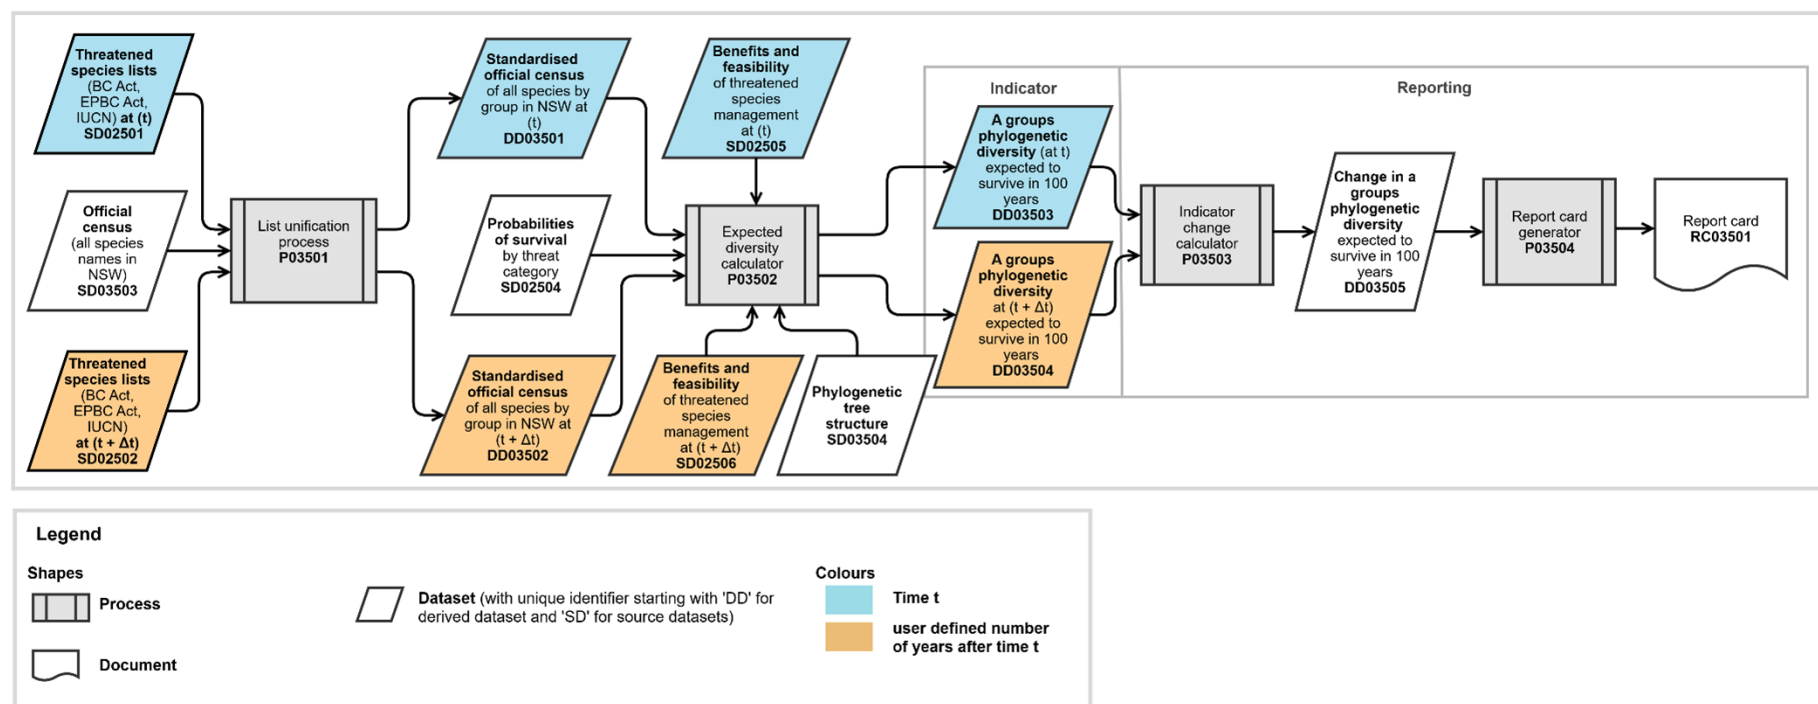 Threatened
species lists
(BC Act,
EPBC Act,
IUCN) at (t)
SD02501
Official
census
(all species
names in
NSW)
SD03503
Threatened
species lists
(BC Act,
EPBC Act,
IUCN)
at (t + Δt)
SD02502
List unification
process
P03501
Standardised
official census
of all species by
group in NSW at
(t)
DD03501
Probabilities
of survival
by threat
category
SD02504
Standardised
official census
of all species by
group in NSW at
(t + Δt)
DD03502
Benefits and
feasibility
of threatened
species
management
at (t)
SD02505
Expected
diversity
calculator
P03502
Benefits and
feasibility
of threatened
species
management
at (t + Δt)
SD02506
Phylogenetic
tree
structure
SD03504
Indicator
A groups
phylogenetic
diversity (at t)
expected to
survive in 100
years
DD03503
A groups
phylogenetic
diversity
at (t + Δt)
expected to
survive in 100
years
DD03504
Reporting
Indicator
change
calculator
P03503
Change in a
groups
phylogenetic
diversity
expected to
survive in 100
years
DD03505
Report card
generator
P03504
Report card
RC03501
Legend
Shapes
Process
Document
Dataset (with unique identifier starting with 'DD' for
derived dataset and 'SD' for source datasets)
Colours
Time t
user defined number
of years after time t